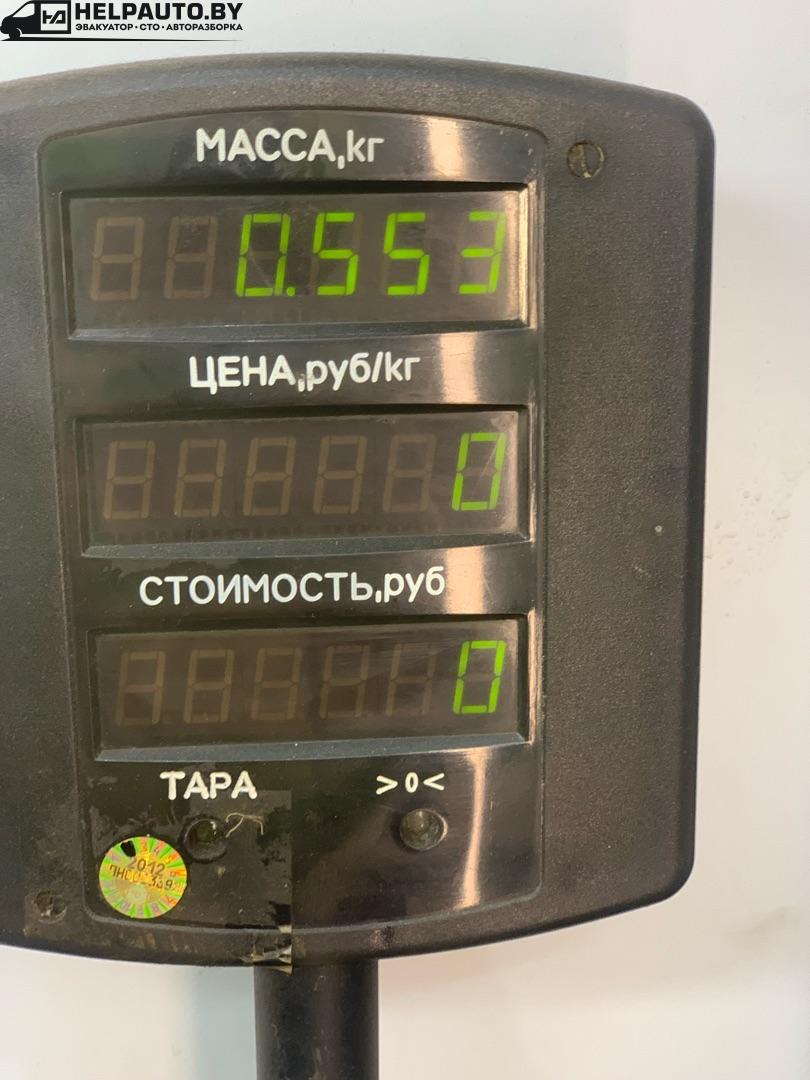 HELPAUTO.BY
ЭВАКУАТОР·СТО·АВТОРАЗБОРКА
МАССА,кг
0.553
ЦЕНА,руб/кг
0
СТОИМОСТЬ,руб
0
ТАРА >0<
2012